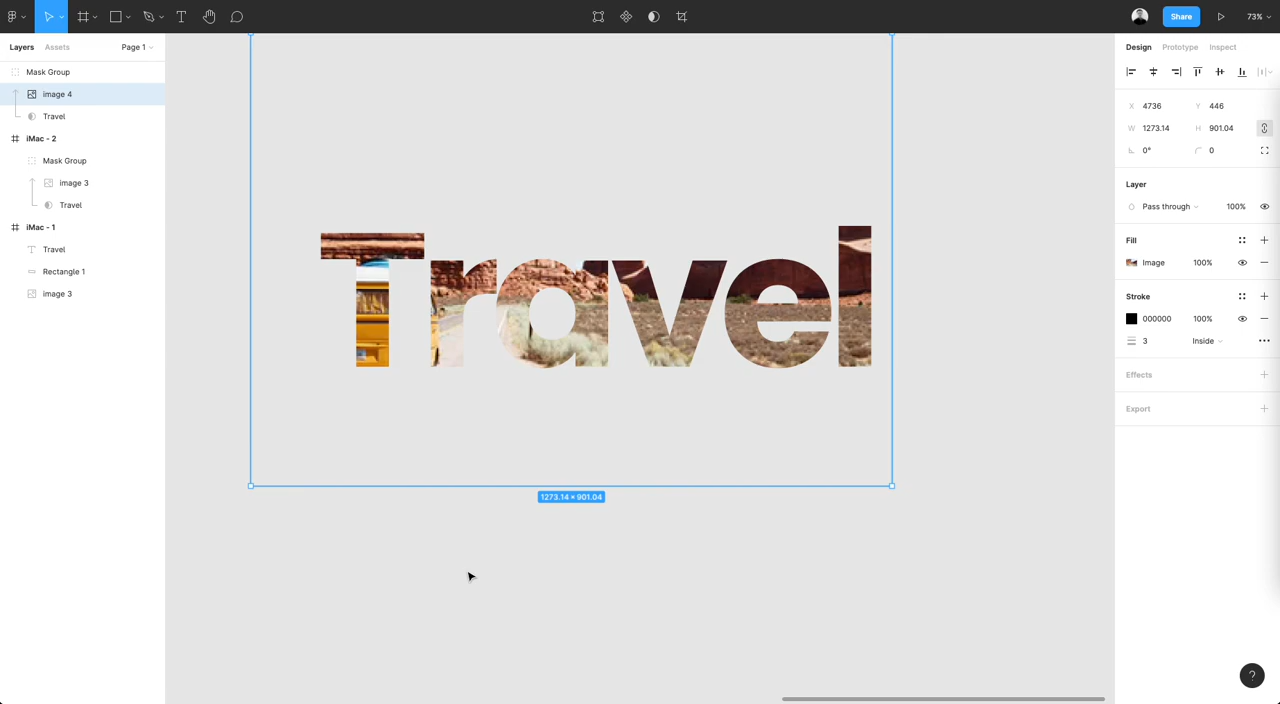 Share
73%
Layers
Assets
Page 1
Design
Prototype
Inspect
Mask Group
image 4
Travel
iMac - 2
Mask Group
image 3
Travel
iMac - 1
Travel
Rectangle 1
image 3
Travel
1273.14 × 901.04
X 4736
Y 446
W 1273.14
H 901.04
0°
0
Layer
Pass through
100%
Fill
Image
100%
Stroke
000000
100%
3
Inside
Effects
Export
?